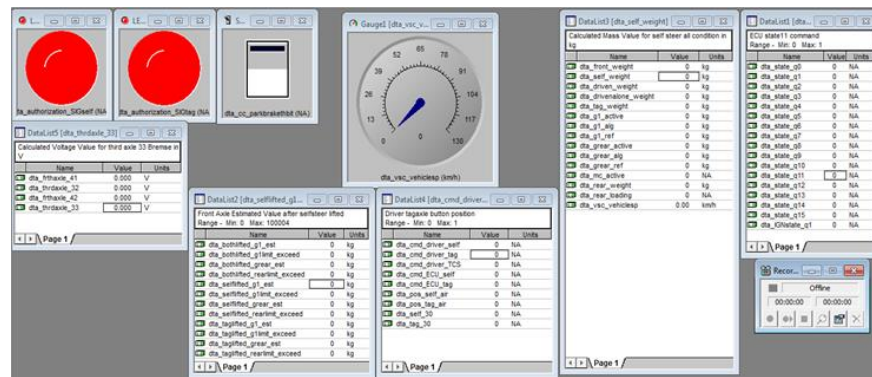 L...
LE...
S...
dta_authorization_SIGself (NA
dta_authorization_SIGtag (NA
dta_cc_parkbrakethbit (NA)
Gauge1 [dta_vsc_v...
0
13
26
39
52
65
78
91
104
117
130
0
dta_vsc_vehiclesp (km/h)
DataList5 [dta_thrdaxle_33]
Calculated Voltage Value for third axle 33 Bremse in
V
Name Value Units
dta_frthaxle_41 0.000 V
dta_thrdaxle_32 0.000 V
dta_frthaxle_42 0.000 V
dta_thrdaxle_33 0.000 V
Page 1
DataList2 [dta_selflifted_g1...
Front Axle Estimated Value after selfsteer lifted
Range - Min: 0 Max: 100004
Name Value Units
dta_bothlifted_g1_est 0 kg
dta_bothlifted_g1limit_exceed 0 kg
dta_bothlifted_grear_est 0 kg
dta_bothlifted_rearlimit_exceed 0 kg
dta_selflifted_g1_est 0 kg
dta_selflifted_g1limit_exceed 0 kg
dta_selflifted_grear_est 0 kg
dta_selflifted_rearlimit_exceed 0 kg
dta_taglifted_g1_est 0 kg
dta_taglifted_g1limit_exceed 0 kg
dta_taglifted_grear_est 0 kg
dta_taglifted_rearlimit_exceed 0 kg
Page 1
DataList4 [dta_cmd_driver...
Driver tagaxle button position
Range - Min: 0 Max: 1
Name Value Units
dta_cmd_driver_self 0 NA
dta_cmd_driver_tag 0 NA
dta_cmd_driver_TCS 0 NA
dta_cmd_ECU_self 0 NA
dta_cmd_ECU_tag 0 NA
dta_pos_self_air 0 NA
dta_pos_tag_air 0 NA
dta_self_30 0 NA
dta_tag_30 0 NA
Page 1
DataList3 [dta_self_weight]
Calculated Mass Value for self steer all condition in
kg
Name Value Units
dta_front_weight 0 kg
dta_self_weight 0 kg
dta_driven_weight 0 kg
dta_drivenalone_weight 0 kg
dta_tag_weight 0 kg
dta_g1_active 0 kg
dta_g1_alg 0 kg
dta_g1_ref 0 kg
dta_grear_active 0 kg
dta_grear_alg 0 kg
dta_grear_ref 0 kg
dta_mc_active 0 NA
dta_rear_weight 0 kg
dta_rear_loading 0 NA
dta_vsc_vehiclesp 0.00 km/h
Page 1
DataList1 [dta...
ECU state11 command
Range - Min: 0 Max: 1
Name Value Units
dta_state_q0 0 NA
dta_state_q1 0 NA
dta_state_q2 0 NA
dta_state_q3 0 NA
dta_state_q4 0 NA
dta_state_q5 0 NA
dta_state_q6 0 NA
dta_state_q7 0 NA
dta_state_q8 0 NA
dta_state_q9 0 NA
dta_state_q10 0 NA
dta_state_q11 0 NA
dta_state_q12 0 NA
dta_state_q13 0 NA
dta_state_q14 0 NA
dta_state_q15 0 NA
dta_IGNstate_q1 0 NA
Page 1
Recor...
Offline
00:00:00 00:00:00